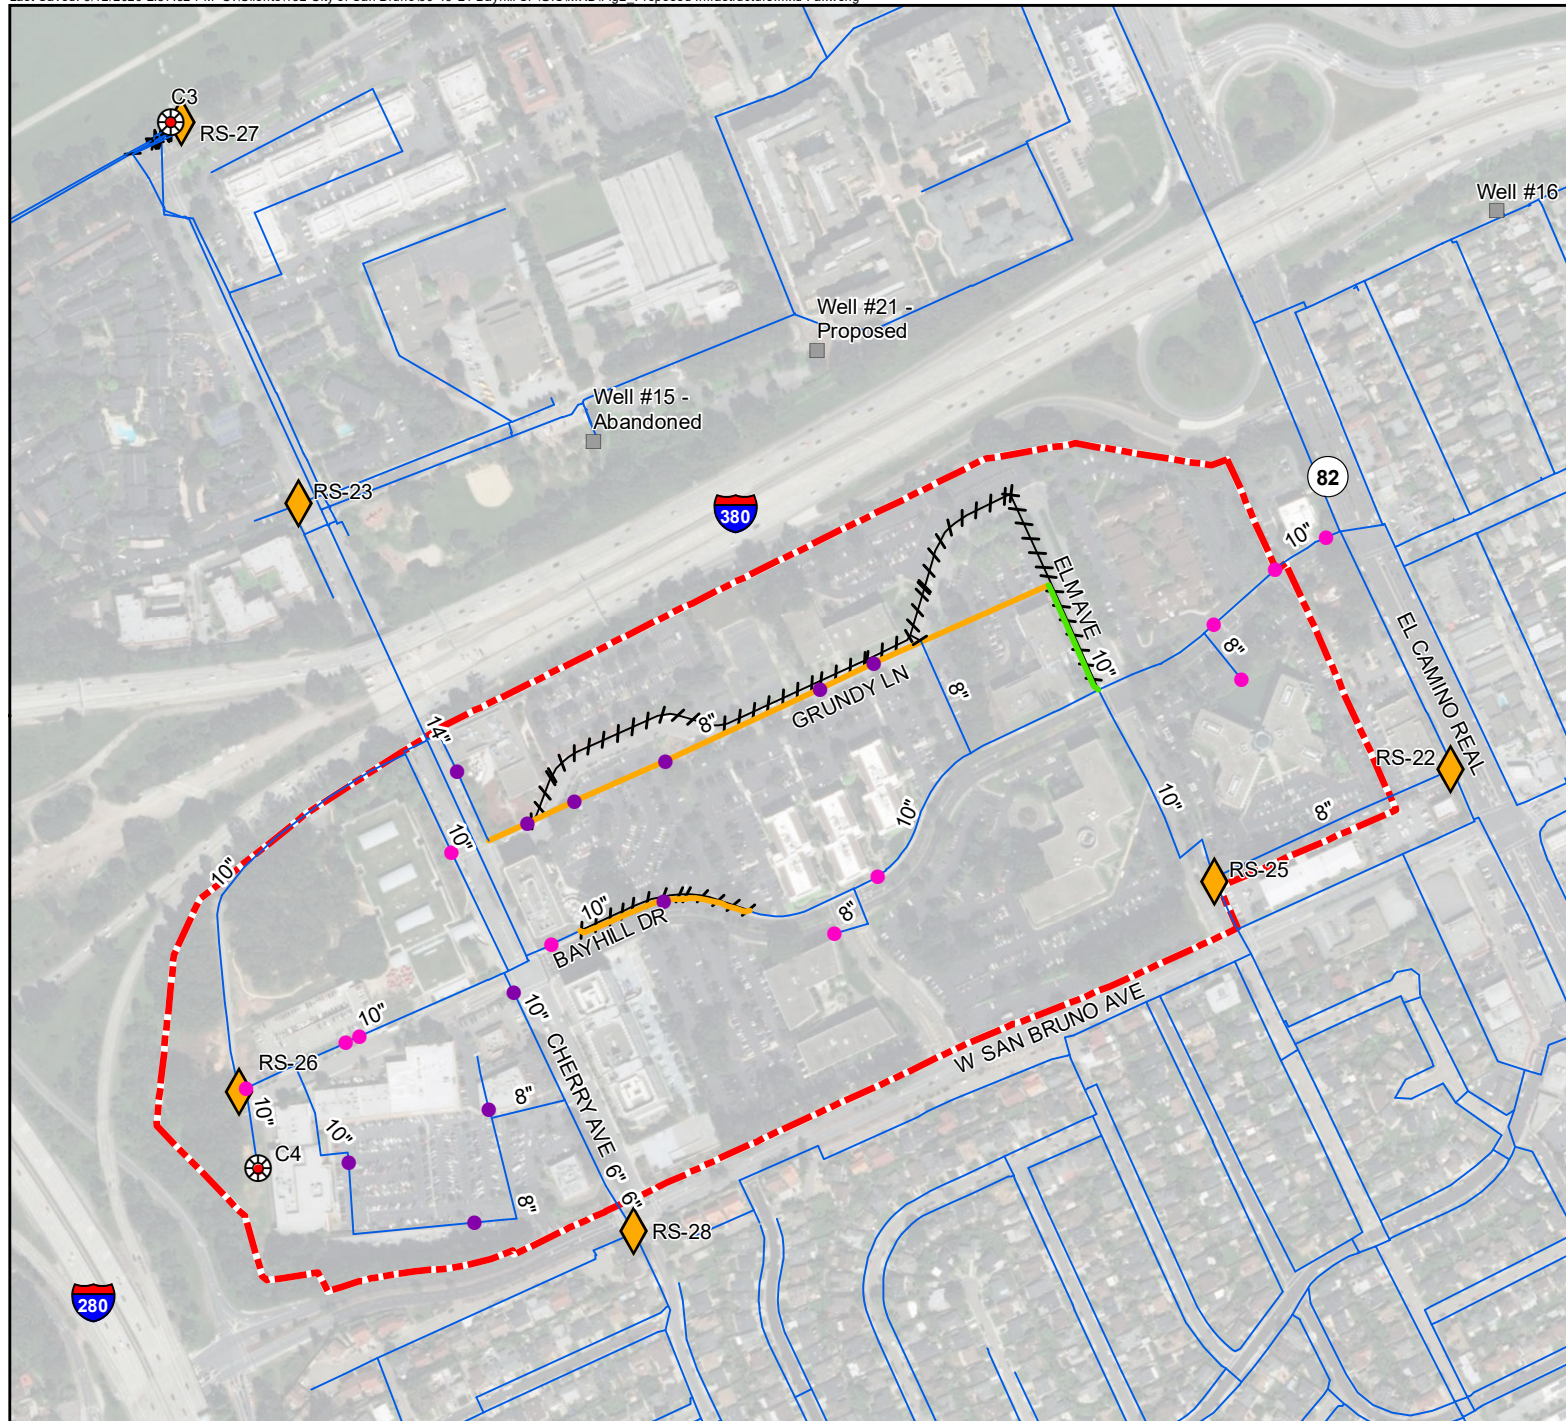 C3
RS-27
Well #16
Well #21 -
Proposed
Well #15 -
Abandoned
82
RS-23
380
10"
ELM AVE
10"
8"
EL CAMINO REAL
8"
GRUNDY LN
8"
14"
RS-22
10"
10"
8"
10"
10"
RS-25
10"
BAYHILL DR
8"
10"
W SAN BRUNO AVE
10"
CHERRY AVE
RS-26
10"
8"
10"
C4
6"
6"
8"
RS-28
280